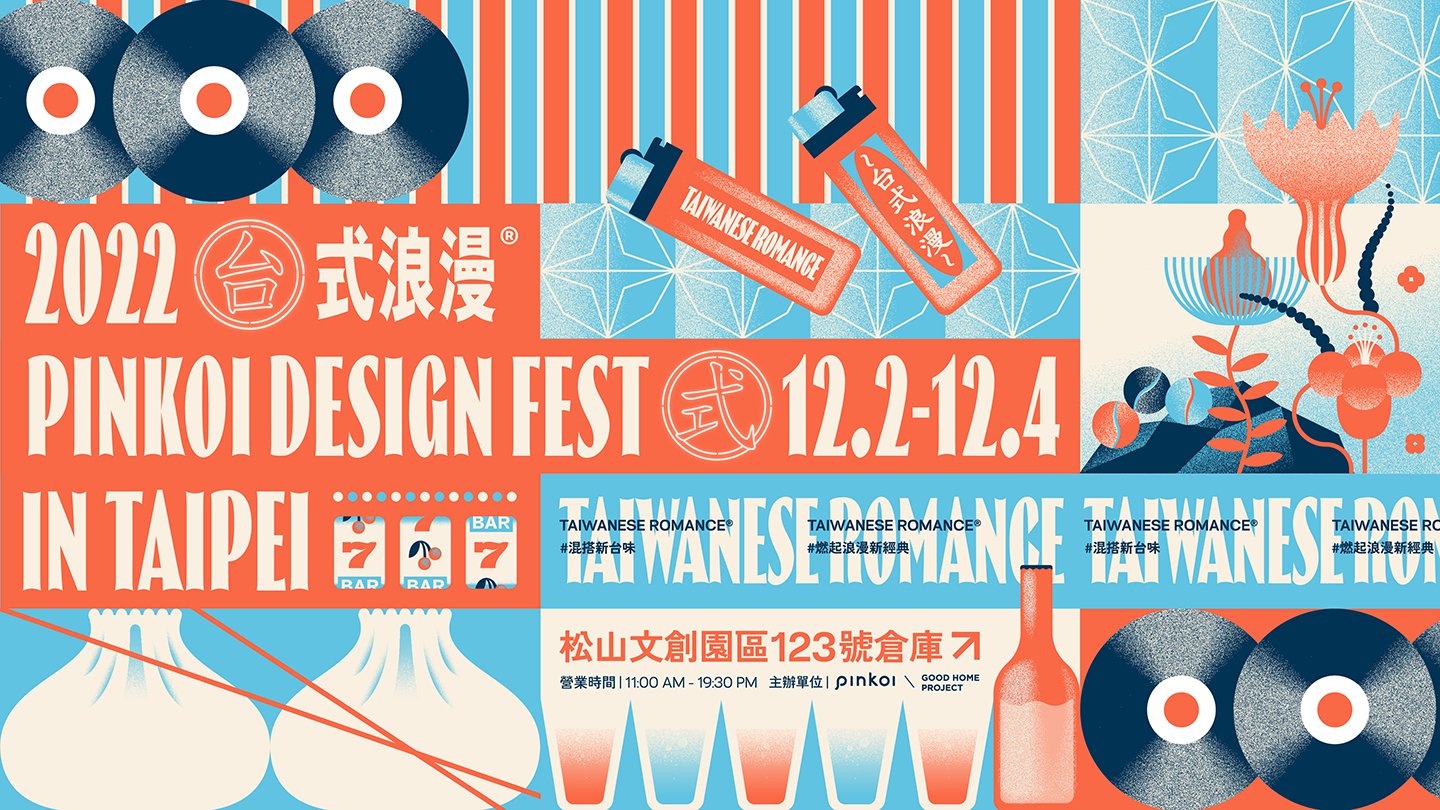 2022 台式浪漫®
TAIWANESE ROMANCE
~台式浪漫~
PINKOI DESIGN FEST 式 12.2-12.4
IN TAIPEI
7 7 7
BAR
BAR BAR
TAIWANESE ROMANCE TAIWANESE ROM
TAIWANESE ROMANCE® TAIWANESE ROMANCE® TAIWANESE ROMANCE® TAIWANESE RO
#混搭新台味 #燃起浪漫新經典 #混搭新台味 #燃起浪漫新經典
松山文創園區123號倉庫↗
營業時間 | 11:00 AM - 19:30 PM 主辦單位 | pinkoi \ GOOD HOME
PROJECT